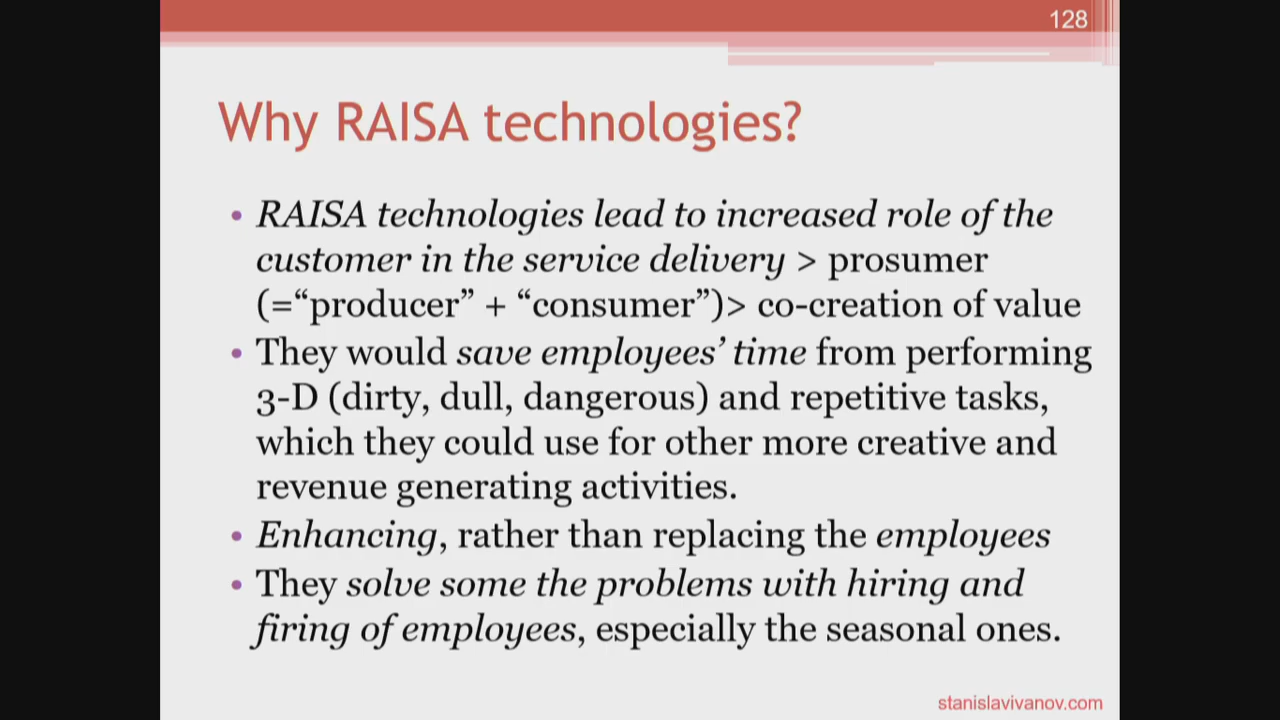 128
Why RAISA technologies?
• RAISA technologies lead to increased role of the
customer in the service delivery > prosumer
(=“producer” + “consumer”)> co-creation of value
• They would save employees’ time from performing
3-D (dirty, dull, dangerous) and repetitive tasks,
which they could use for other more creative and
revenue generating activities.
• Enhancing, rather than replacing the employees
• They solve some the problems with hiring and
firing of employees, especially the seasonal ones.
stanislavivanov.com